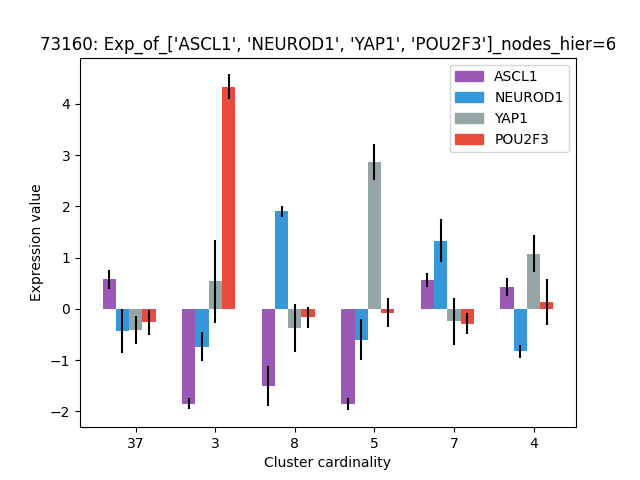 73160: Exp_of_['ASCL1', 'NEUROD1', 'YAP1', 'POU2F3']_nodes_hier=6
ASCL1
NEUROD1
YAP1
POU2F3
4
3
2
1
0
−1
−2
Expression value
37 3 8 5 7 4
Cluster cardinality